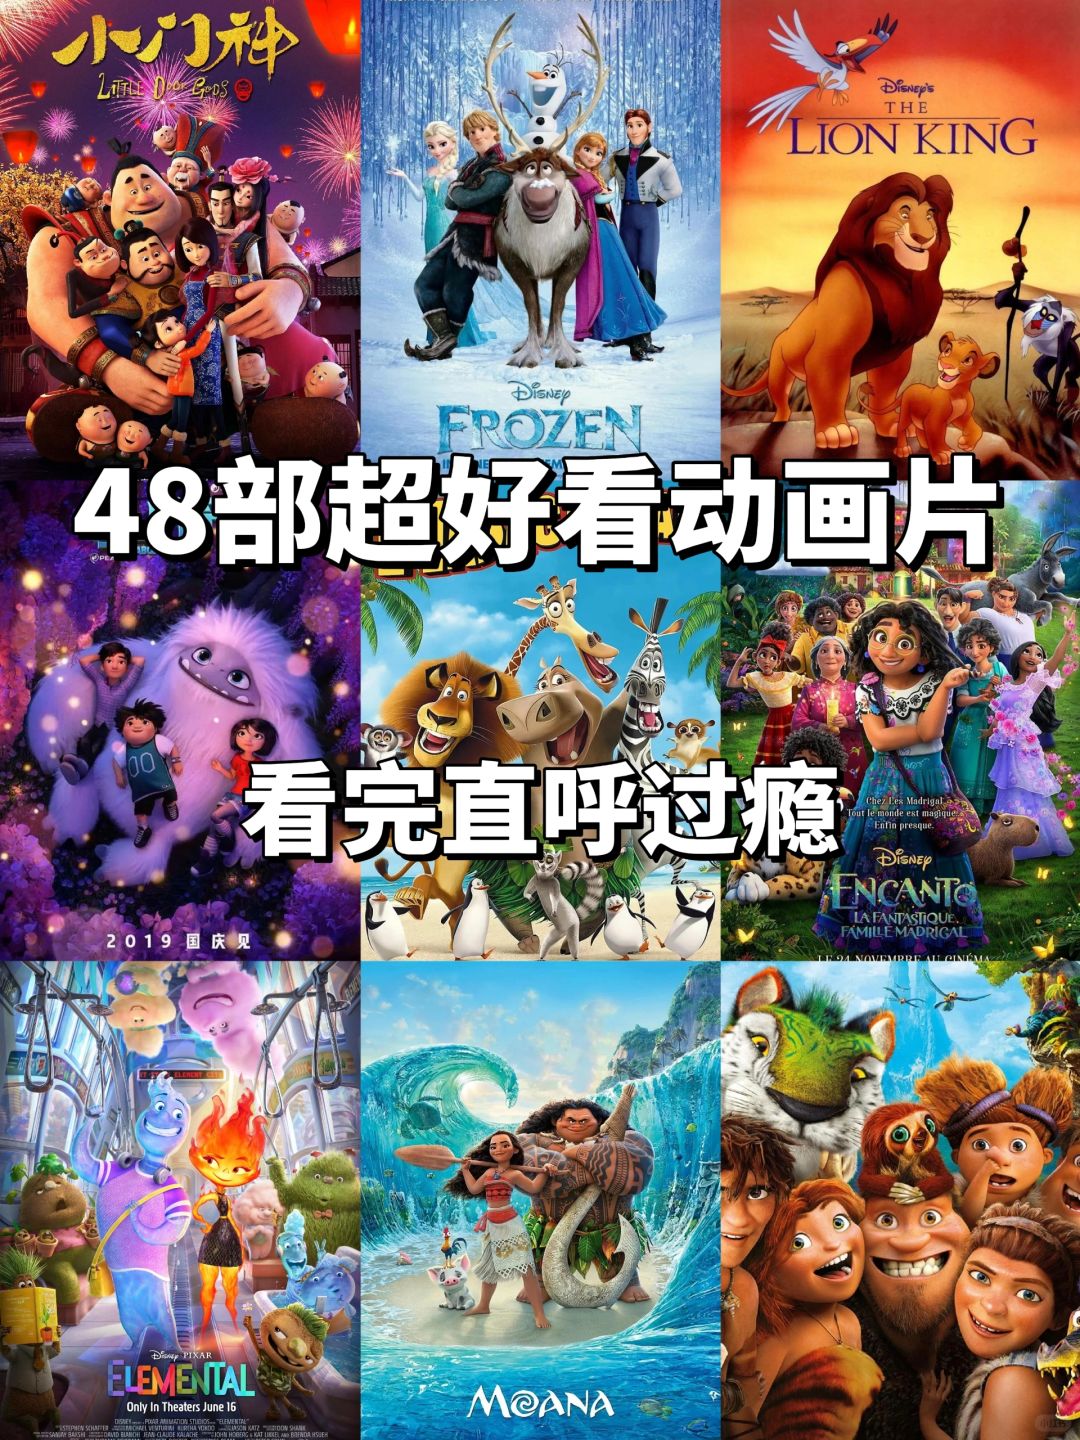 小门神
LITTLE DOOR GODS
DISNEY
FROZEN
DISNEY'S
THE
LION KING
48部超好看动画片
看完直呼过瘾
2019 国庆见
Chez Les Madrigal
Tout le monde est magique.
Enfin presque.
DISNEY
ENCANTO
LA FANTASTIQUE
FAMILLE MADRIGAL
LE 24 NOVEMBRE AU CINÉMA
DISNEY PIXAR
ELEMENTAL
Only In Theaters June 16
MOANA